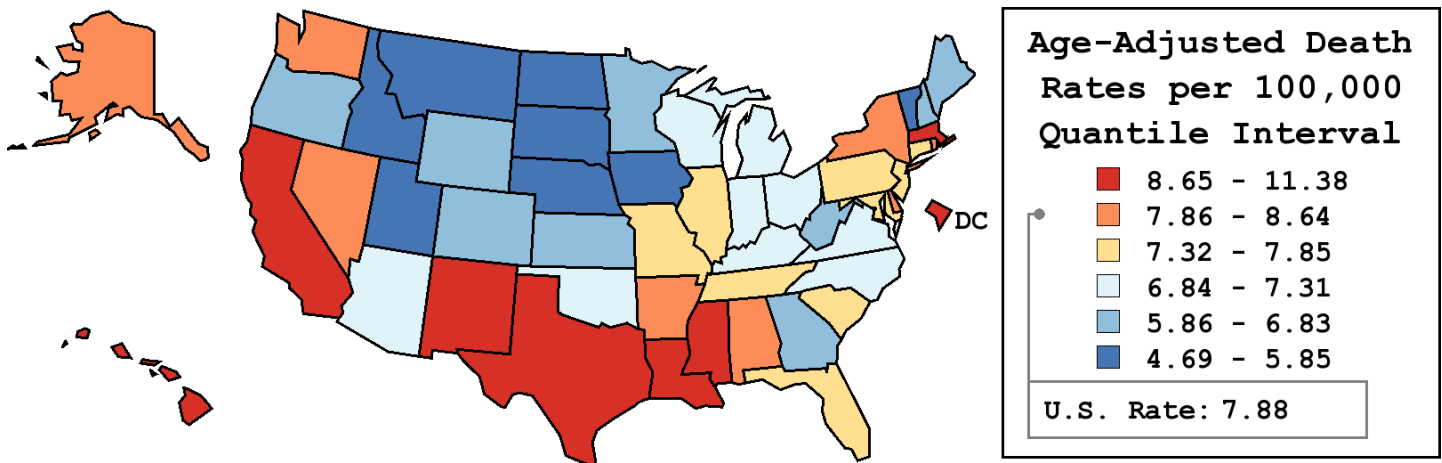 Age-Adjusted Death
Rates per 100,000
Quantile Interval
8.65 - 11.38
7.86 - 8.64
7.32 - 7.85
6.84 - 7.31
5.86 - 6.83
4.69 - 5.85
U.S. Rate: 7.88
DC